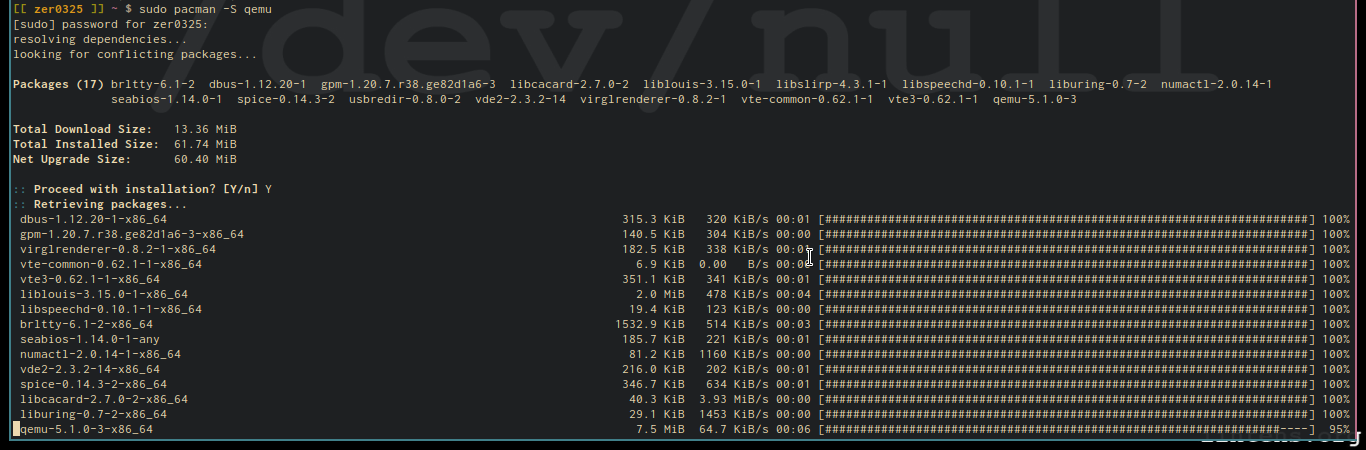 [[ zer0325 ]] ~ $ sudo pacman -S qemu
[sudo] password for zer0325:
resolving dependencies...
looking for conflicting packages...
Packages (17) brltty-6.1-2  dbus-1.12.20-1  gpm-1.20.7.r38.ge82d1a6-3  libcacard-2.7.0-2  liblouis-3.15.0-1  libslirp-4.3.1-1  libspeechd-0.10.1-1  liburing-0.7-2  numactl-2.0.14-1
seabios-1.14.0-1  spice-0.14.3-2  usbredir-0.8.0-2  vde2-2.3.2-14  virglrenderer-0.8.2-1  vte-common-0.62.1-1  vte3-0.62.1-1  qemu-5.1.0-3
Total Download Size:   13.36 MiB
Total Installed Size:  61.74 MiB
Net Upgrade Size:      60.40 MiB
:: Proceed with installation? [Y/n] Y
:: Retrieving packages...
dbus-1.12.20-1-x86_64 315.3 KiB 320 KiB/s 00:01 [######################################################################] 100%
gpm-1.20.7.r38.ge82d1a6-3-x86_64 140.5 KiB 304 KiB/s 00:00 [######################################################################] 100%
virglrenderer-0.8.2-1-x86_64 182.5 KiB 338 KiB/s 00:01 [######################################################################] 100%
vte-common-0.62.1-1-x86_64 6.9 KiB 0.00 B/s 00:00 [######################################################################] 100%
vte3-0.62.1-1-x86_64 351.1 KiB 341 KiB/s 00:01 [######################################################################] 100%
liblouis-3.15.0-1-x86_64 2.0 MiB 478 KiB/s 00:04 [######################################################################] 100%
libspeechd-0.10.1-1-x86_64 19.4 KiB 123 KiB/s 00:00 [######################################################################] 100%
brltty-6.1-2-x86_64 1532.9 KiB 514 KiB/s 00:03 [######################################################################] 100%
seabios-1.14.0-1-any 185.7 KiB 221 KiB/s 00:01 [######################################################################] 100%
numactl-2.0.14-1-x86_64 81.2 KiB 1160 KiB/s 00:00 [######################################################################] 100%
vde2-2.3.2-14-x86_64 216.0 KiB 202 KiB/s 00:01 [######################################################################] 100%
spice-0.14.3-2-x86_64 346.7 KiB 634 KiB/s 00:01 [######################################################################] 100%
libcacard-2.7.0-2-x86_64 40.3 KiB 3.93 MiB/s 00:00 [######################################################################] 100%
liburing-0.7-2-x86_64 29.1 KiB 1453 KiB/s 00:00 [######################################################################] 100%
qemu-5.1.0-3-x86_64 7.5 MiB 64.7 KiB/s 00:06 [##################################################################----] 95%
/dev/null